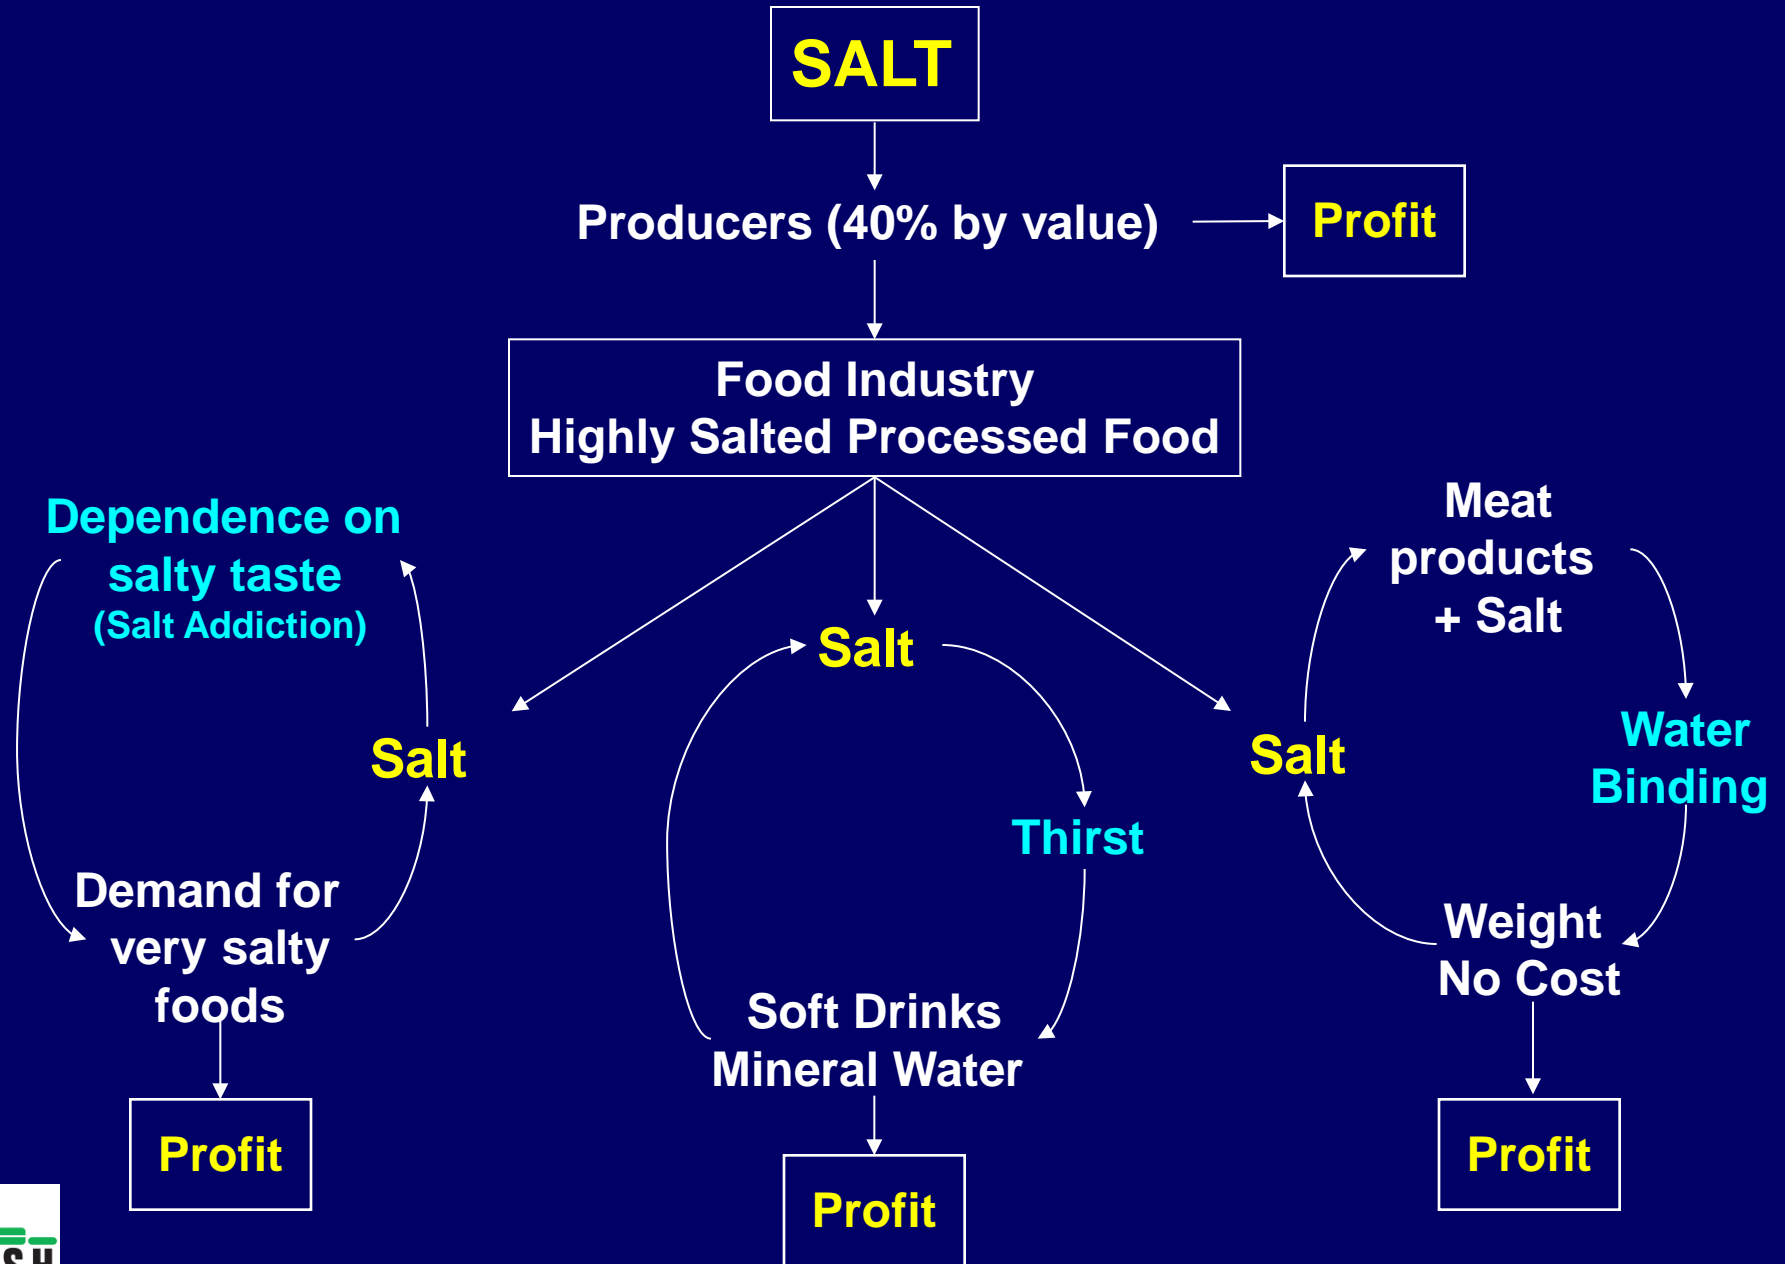 SALT
Producers (40% by value)
Profit
Food Industry
Highly Salted Processed Food
Dependence on
salty taste
(Salt Addiction)
Salt
Demand for
very salty
foods
Profit
Salt
Thirst
Soft Drinks
Mineral Water
Profit
Meat
products
+ Salt
Salt
Water
Binding
Weight
No Cost
Profit